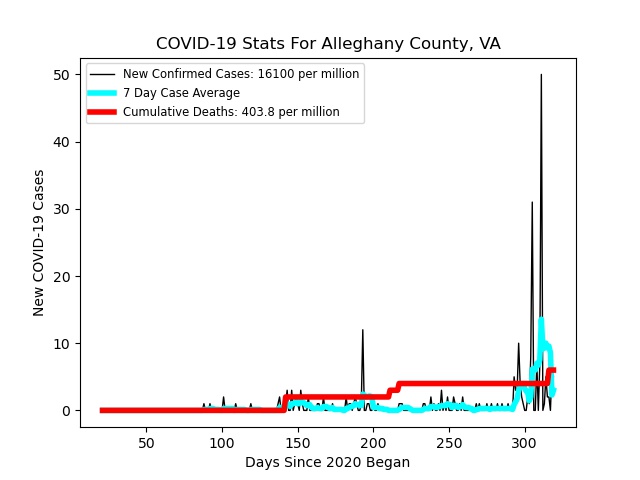 COVID-19 Stats For Alleghany County, VA
New Confirmed Cases: 16100 per million
7 Day Case Average
Cumulative Deaths: 403.8 per million
New COVID-19 Cases
50
40
30
20
10
0
50 100 150 200 250 300
Days Since 2020 Began